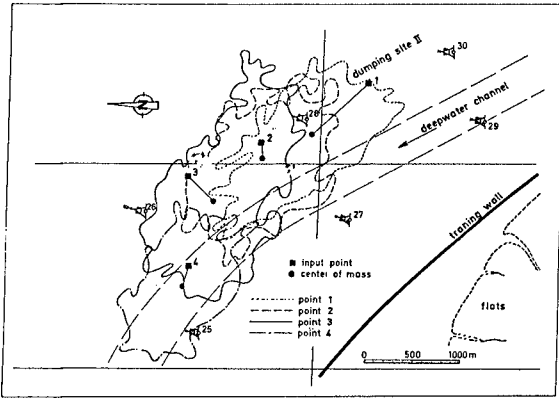 30
dumping site II
1
28
deepwater channel
29
2
N
3
26
27
traning wall
4
input point
center of mass
flats
point 1
point 2
point 3
point 4
25
0 500 1000m